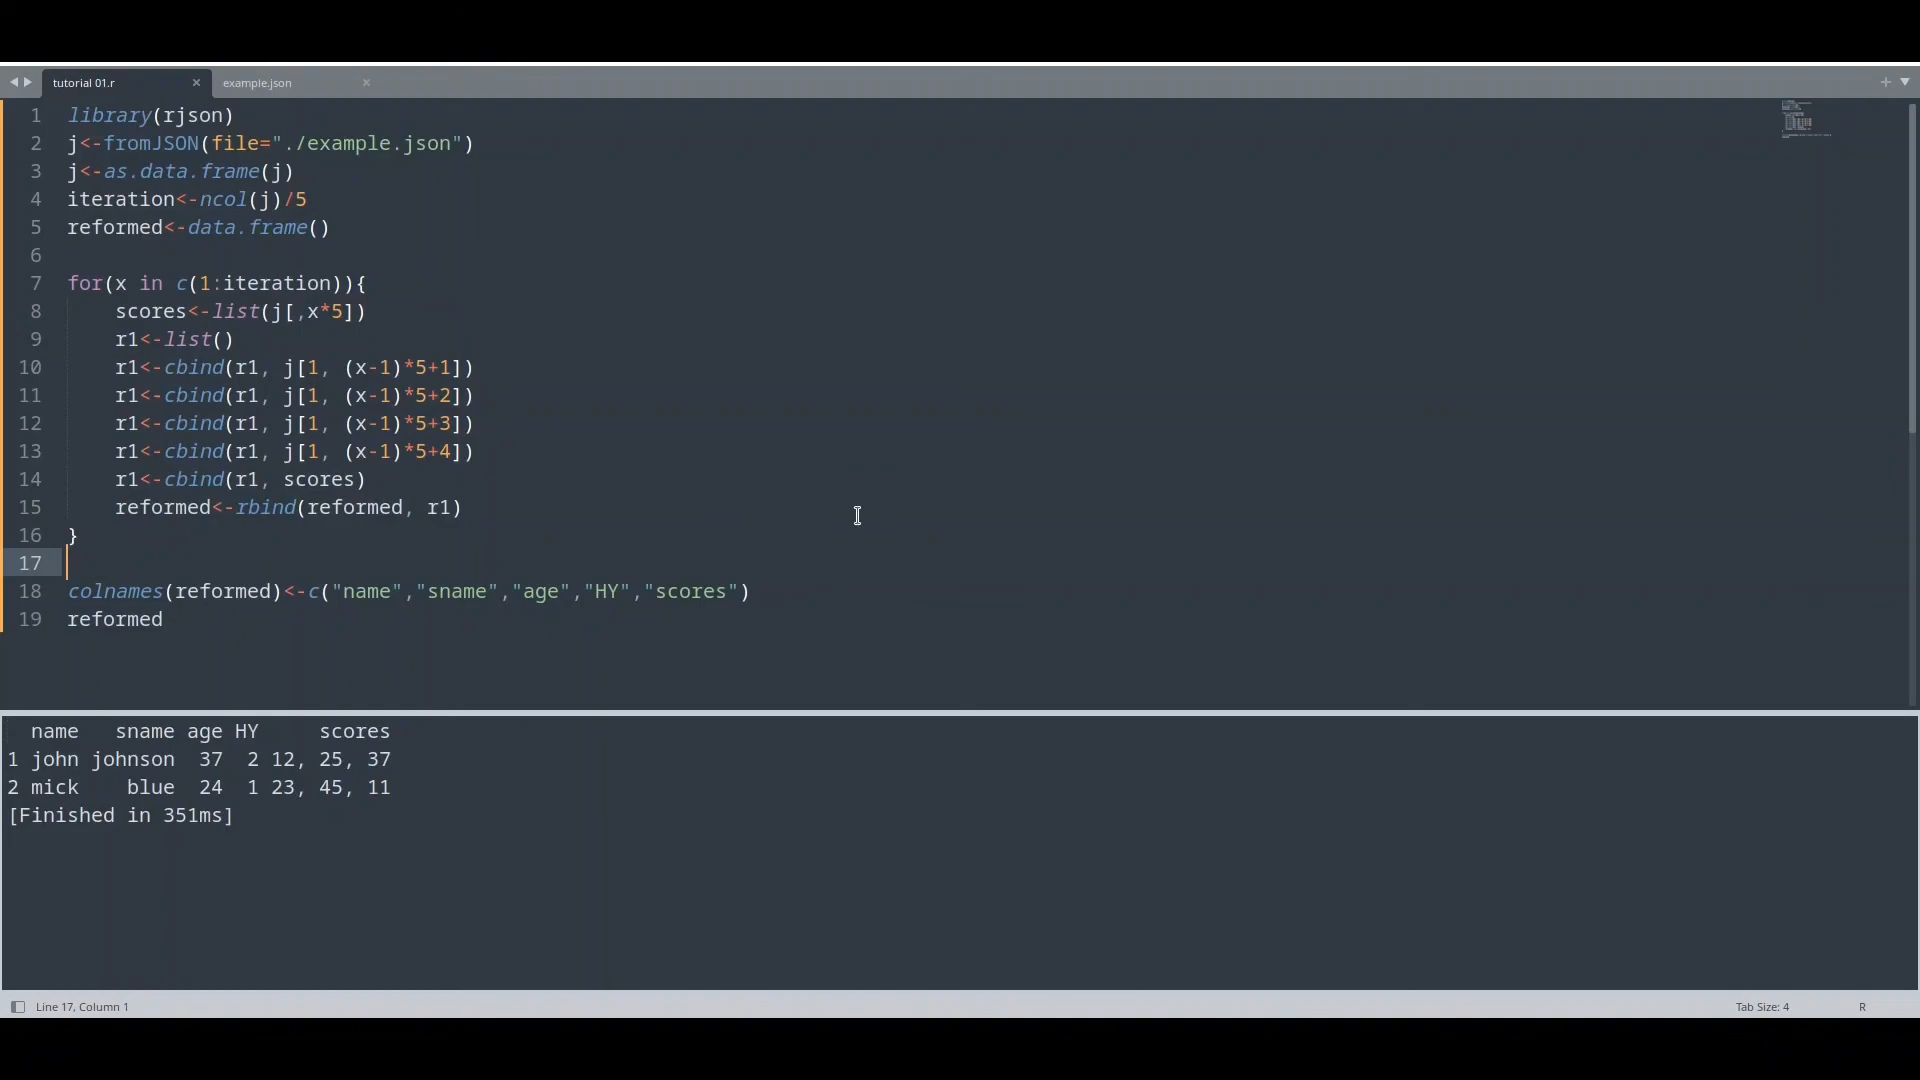 tutorial 01.r × example.json ×
1 library(rjson)
2 j<-fromJSON(file="./example.json")
3 j<-as.data.frame(j)
4 iteration<-ncol(j)/5
5 reformed<-data.frame()
6
7 for(x in c(1:iteration)){
8     scores<-list(j[,x*5])
9     r1<-list()
10     r1<-cbind(r1, j[1, (x-1)*5+1])
11     r1<-cbind(r1, j[1, (x-1)*5+2])
12     r1<-cbind(r1, j[1, (x-1)*5+3])
13     r1<-cbind(r1, j[1, (x-1)*5+4])
14     r1<-cbind(r1, scores)
15     reformed<-rbind(reformed, r1)
16 }
17
18 colnames(reformed)<-c("name","sname","age","HY","scores")
19 reformed
  name   sname age HY     scores
1 john johnson  37  2 12, 25, 37
2 mick    blue  24  1 23, 45, 11
[Finished in 351ms]
Line 17, Column 1 Tab Size: 4 R